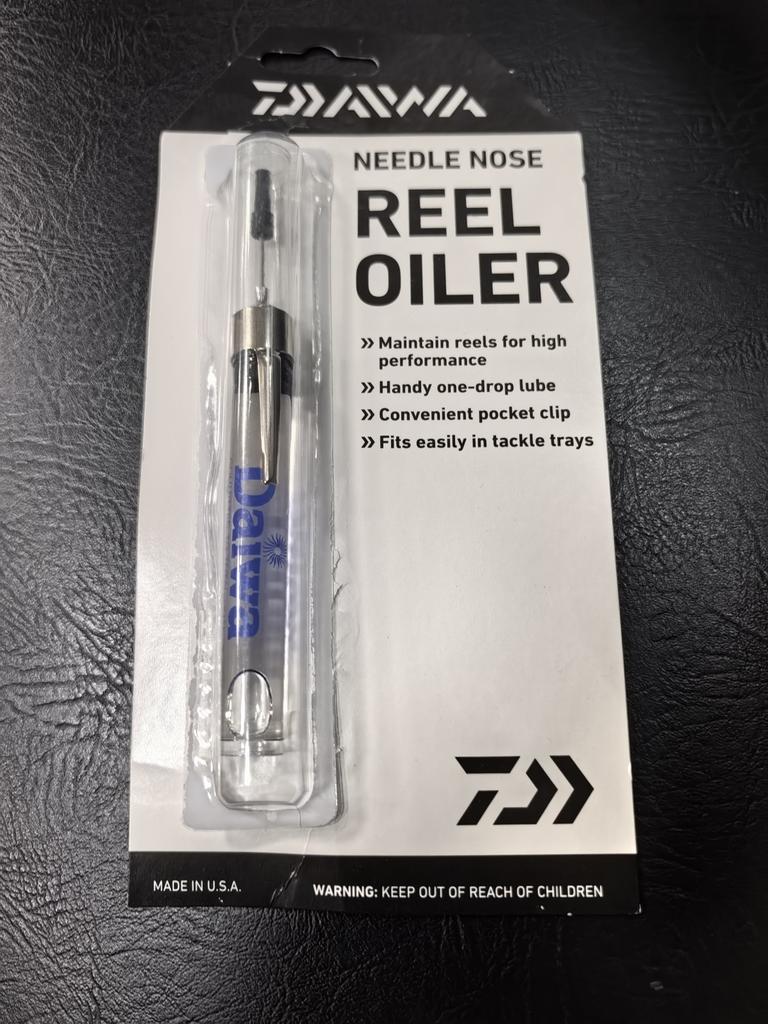 DAIWA
NEEDLE NOSE
REEL
OILER
» Maintain reels for high
performance
» Handy one-drop lube
» Convenient pocket clip
» Fits easily in tackle trays
Daiwa
MADE IN U.S.A.
WARNING: KEEP OUT OF REACH OF CHILDREN